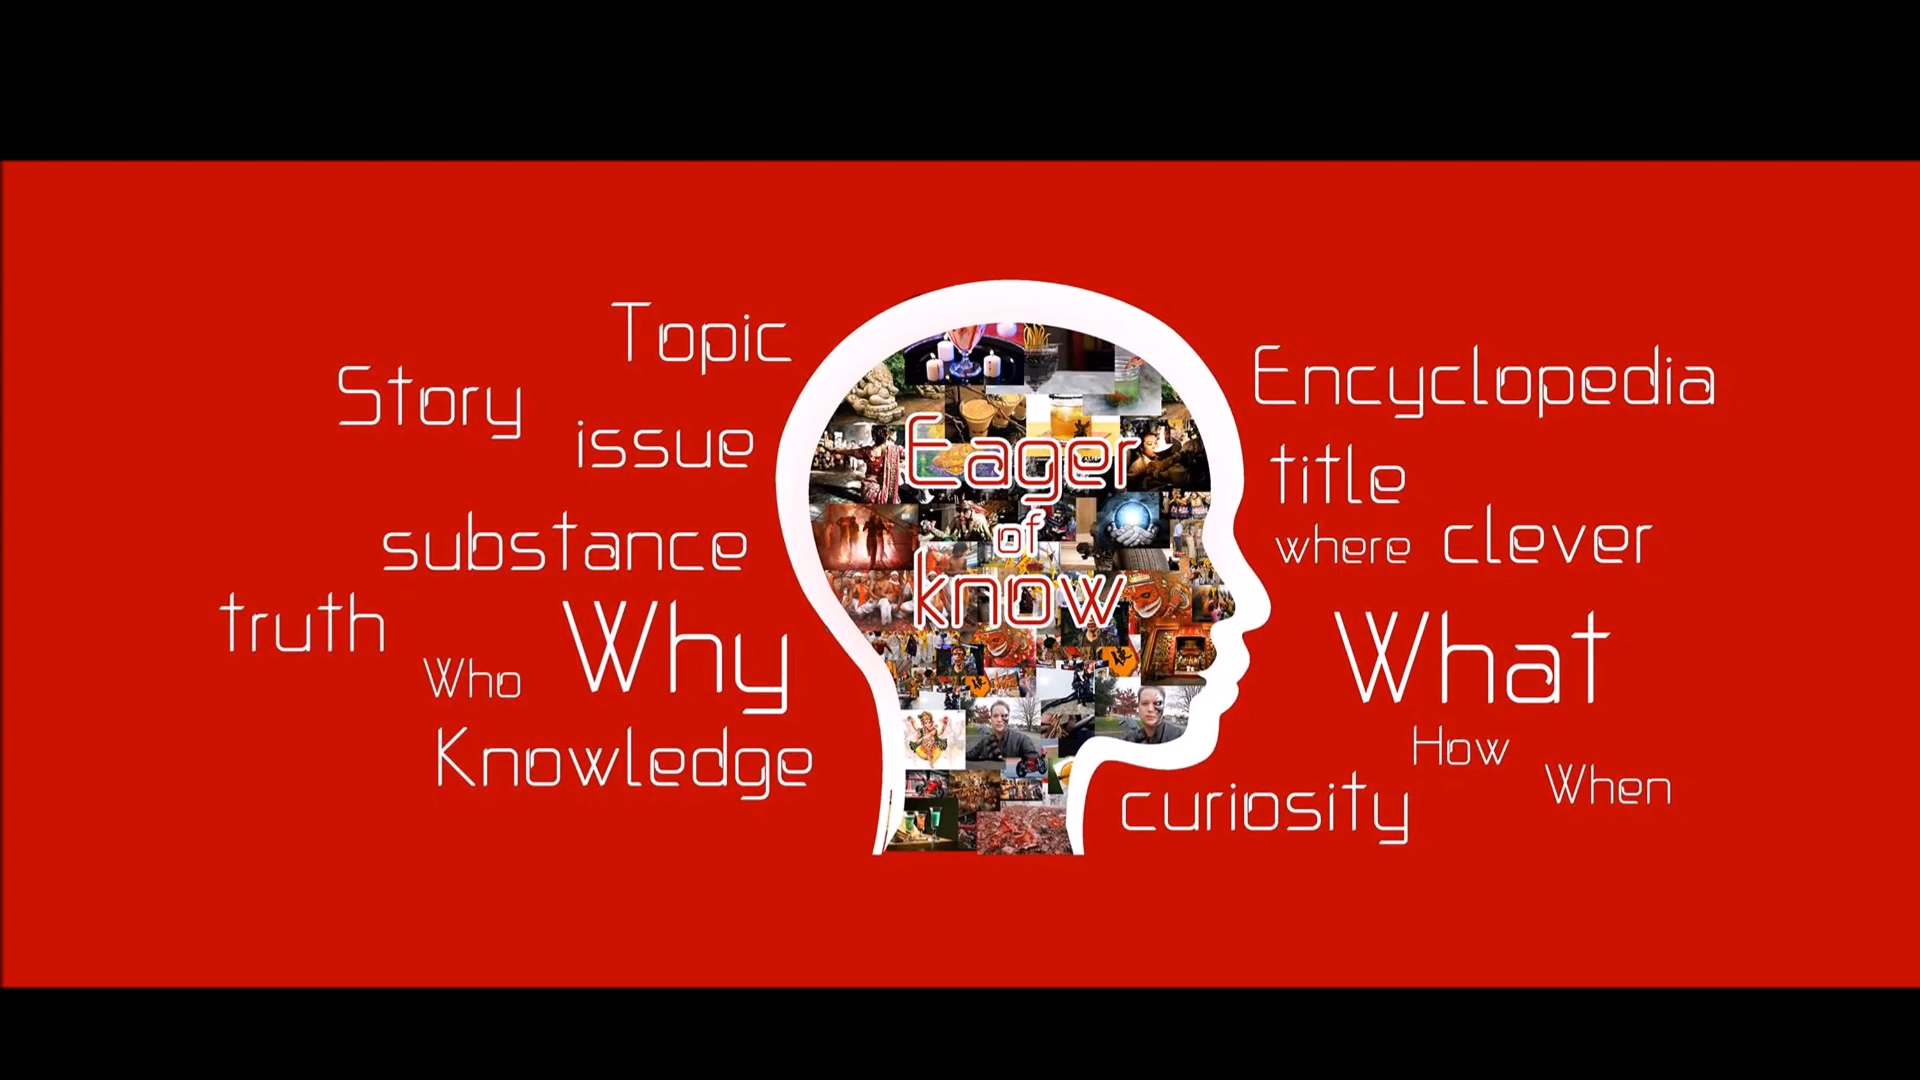 Topic
Story
issue
substance
truth
Who
Why
Knowledge
Eager
of
know
Encyclopedia
title
where
clever
What
How
When
curiosity